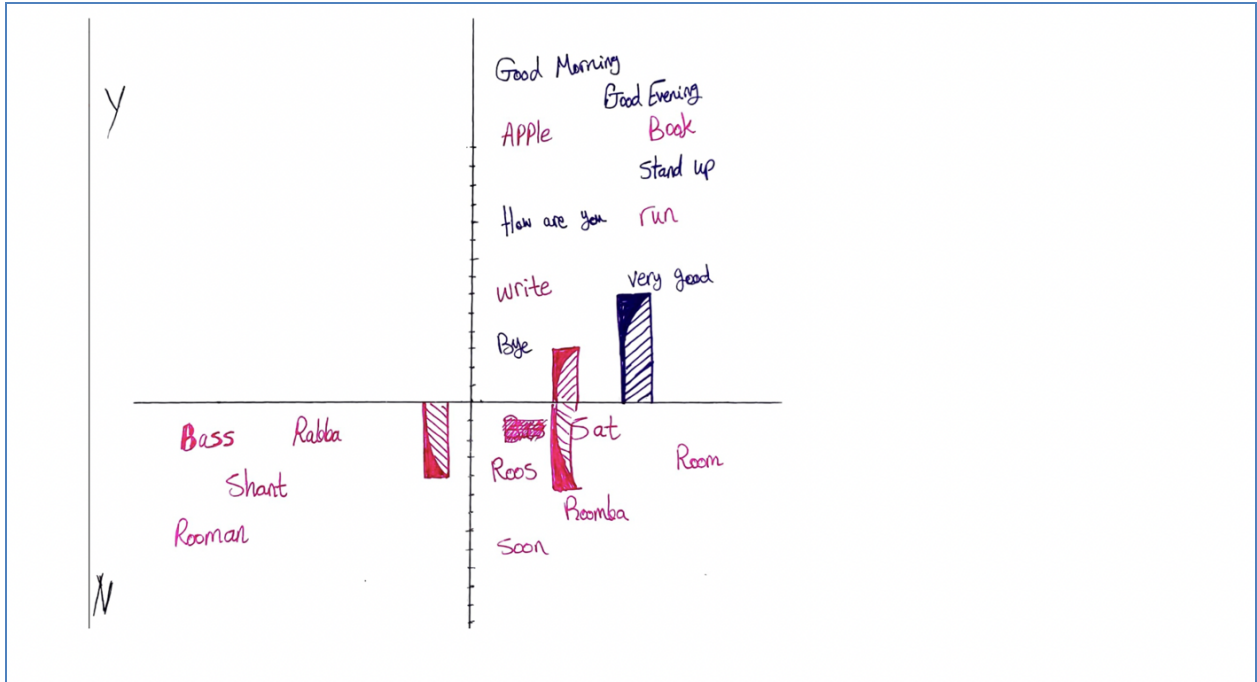 Good Morning
Y
Good Evening
APPle
Book
Stand up
How are you
run
very good
write
Bye
Bass
Rabba
Sat
Roos
Room
Shant
Roomba
Rooman
Soon
N